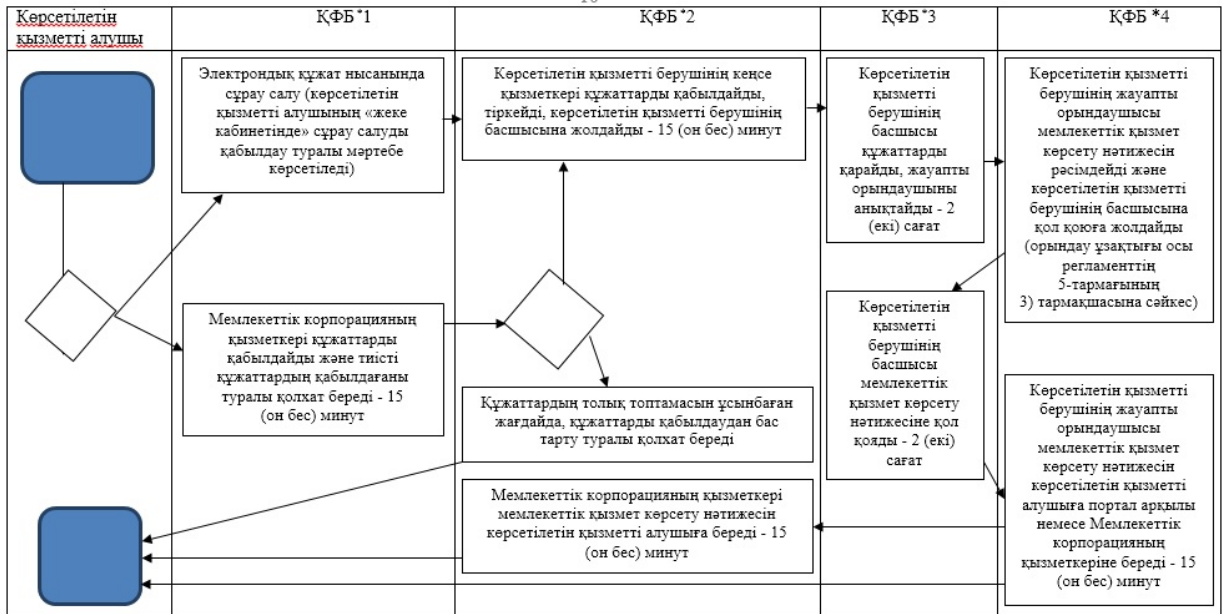 Көрсетілетін
қызметті алушы
ҚФБ*1
ҚФБ*2
ҚФБ*3
ҚФБ *4
Электрондық құжат нысанында
сұрау салу (көрсетілетін
қызметті алушының «жеке
кабинетінде» сұрау салуды
қабылдау туралы мәртебе
көрсетіледі)
Көрсетілетін қызметті берушінің кеңсе
қызметкері құжаттарды қабылдайды,
тіркейді, көрсетілетін қызметті берушінің
басшысына жолдайды - 15 (он бес) минут
Көрсетілетін
қызметті
берушінің
басшысы
құжаттарды
қарайды, жауапты
орындаушыны
анықтайды - 2
(екі) сағат
Көрсетілетін қызметті
берушінің жауапты
орындаушысы
мемлекеттік қызмет
көрсету нәтижесін
рәсімдейді және
көрсетілетін қызметті
берушінің басшысына
қол қоюға жолдайды
(орындау ұзақтығы осы
регламенттің
5-тармағының
3) тармақшасына сәйкес)
Мемлекеттік корпорацияның
қызметкері құжаттарды
қабылдайды және тиісті
құжаттардың қабылдағаны
туралы қолхат береді - 15
(он бес) минут
Құжаттардың толық топтамасын ұсынбаған
жағдайда, құжаттарды қабылдаудан бас
тарту туралы қолхат береді
Көрсетілетін
қызметті
берушінің
басшысы
мемлекеттік
қызмет көрсету
нәтижесіне қол
қояды - 2 (екі)
сағат
Көрсетілетін қызметті
берушінің жауапты
орындаушысы
мемлекеттік қызмет
көрсету нәтижесін
көрсетілетін қызметті
алушыға портал арқылы
немесе Мемлекеттік
корпорацияның
қызметкеріне береді - 15
(он бес) минут
Мемлекеттік корпорацияның қызметкері
мемлекеттік қызмет көрсету нәтижесін
көрсетілетін қызметті алушыға береді - 15
(он бес) минут